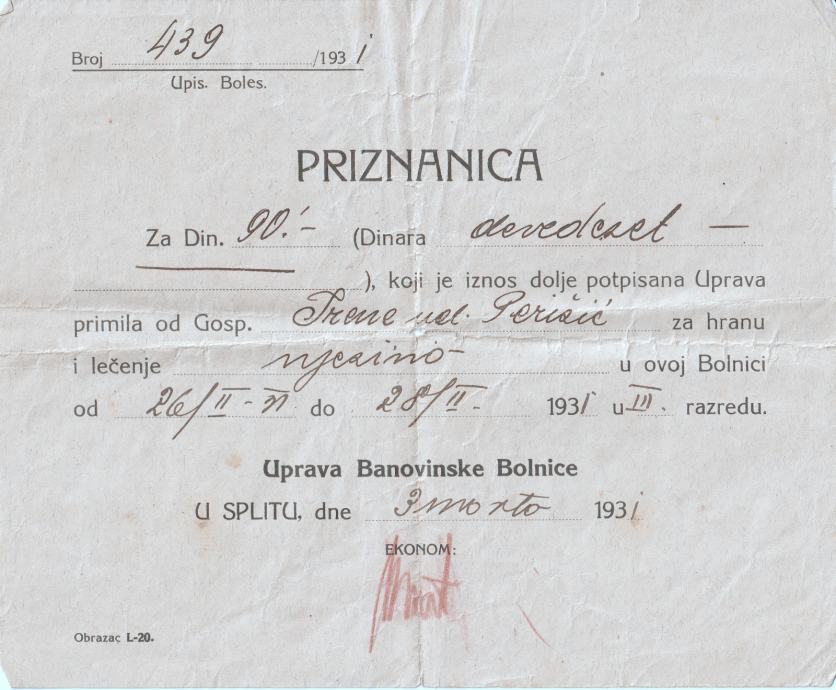 Broj 439 /1931
Upis. Boles.
PRIZNANICA
Za Din. 90.'- (Dinara devedeset —
), koji je iznos dolje potpisana Uprava
primila od Gosp. Irene ud. Perišić za hranu
i lečenje njezino u ovoj Bolnici
od 26/II - 31 do 28/II. 1931 u III. razredu.
Uprava Banovinske Bolnice
U SPLITU, dne 3 marta 1931
EKONOM:
Obrazac L-20.